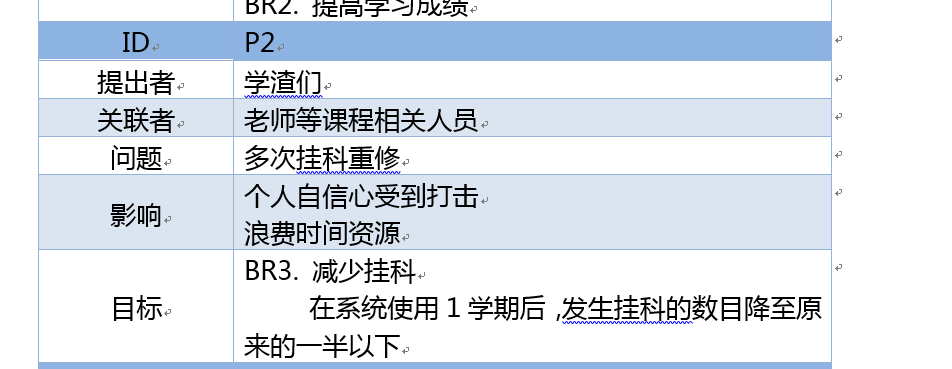 BR2. 提高学习成绩
ID P2
提出者 学渣们
关联者 老师等课程相关人员
问题 多次挂科重修
影响 个人自信心受到打击
浪费时间资源
目标 BR3. 减少挂科
在系统使用1学期后,发生挂科的数目降至原
来的一半以下